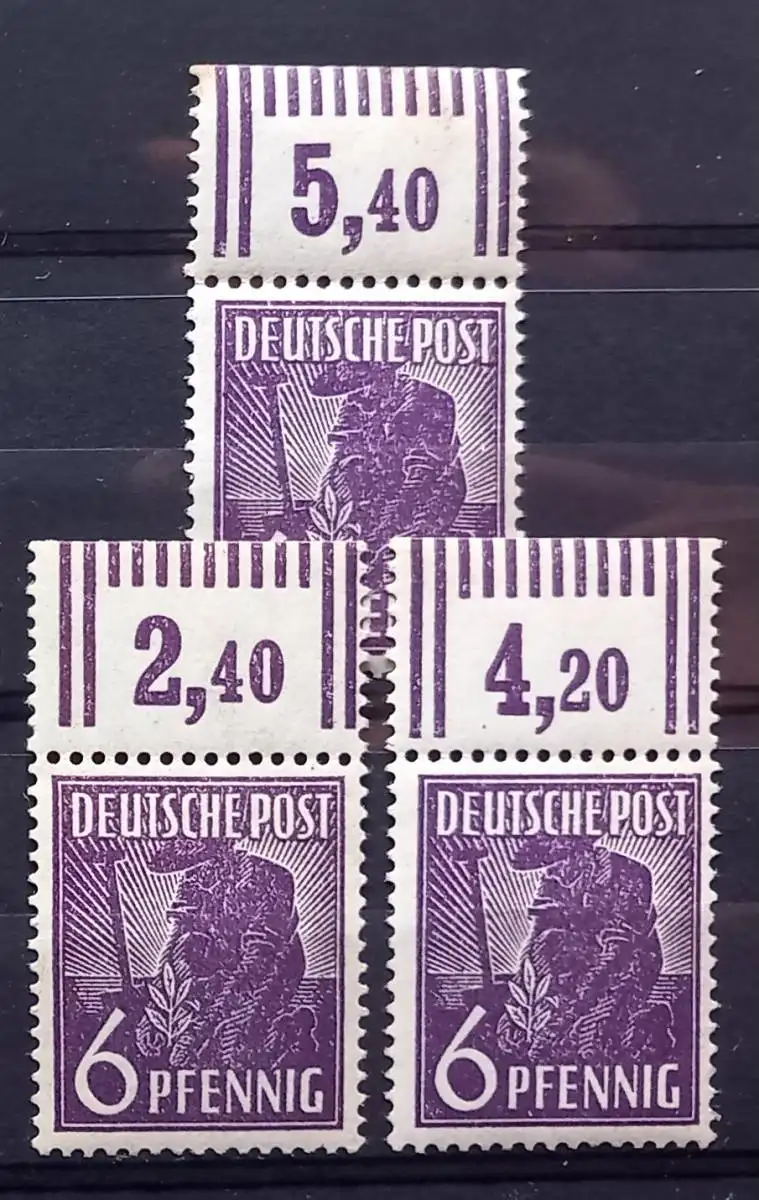 5,40
DEUTSCHE POST
2,40
4,20
DEUTSCHE POST
DEUTSCHE POST
6 PFENNIG
6 PFENNIG